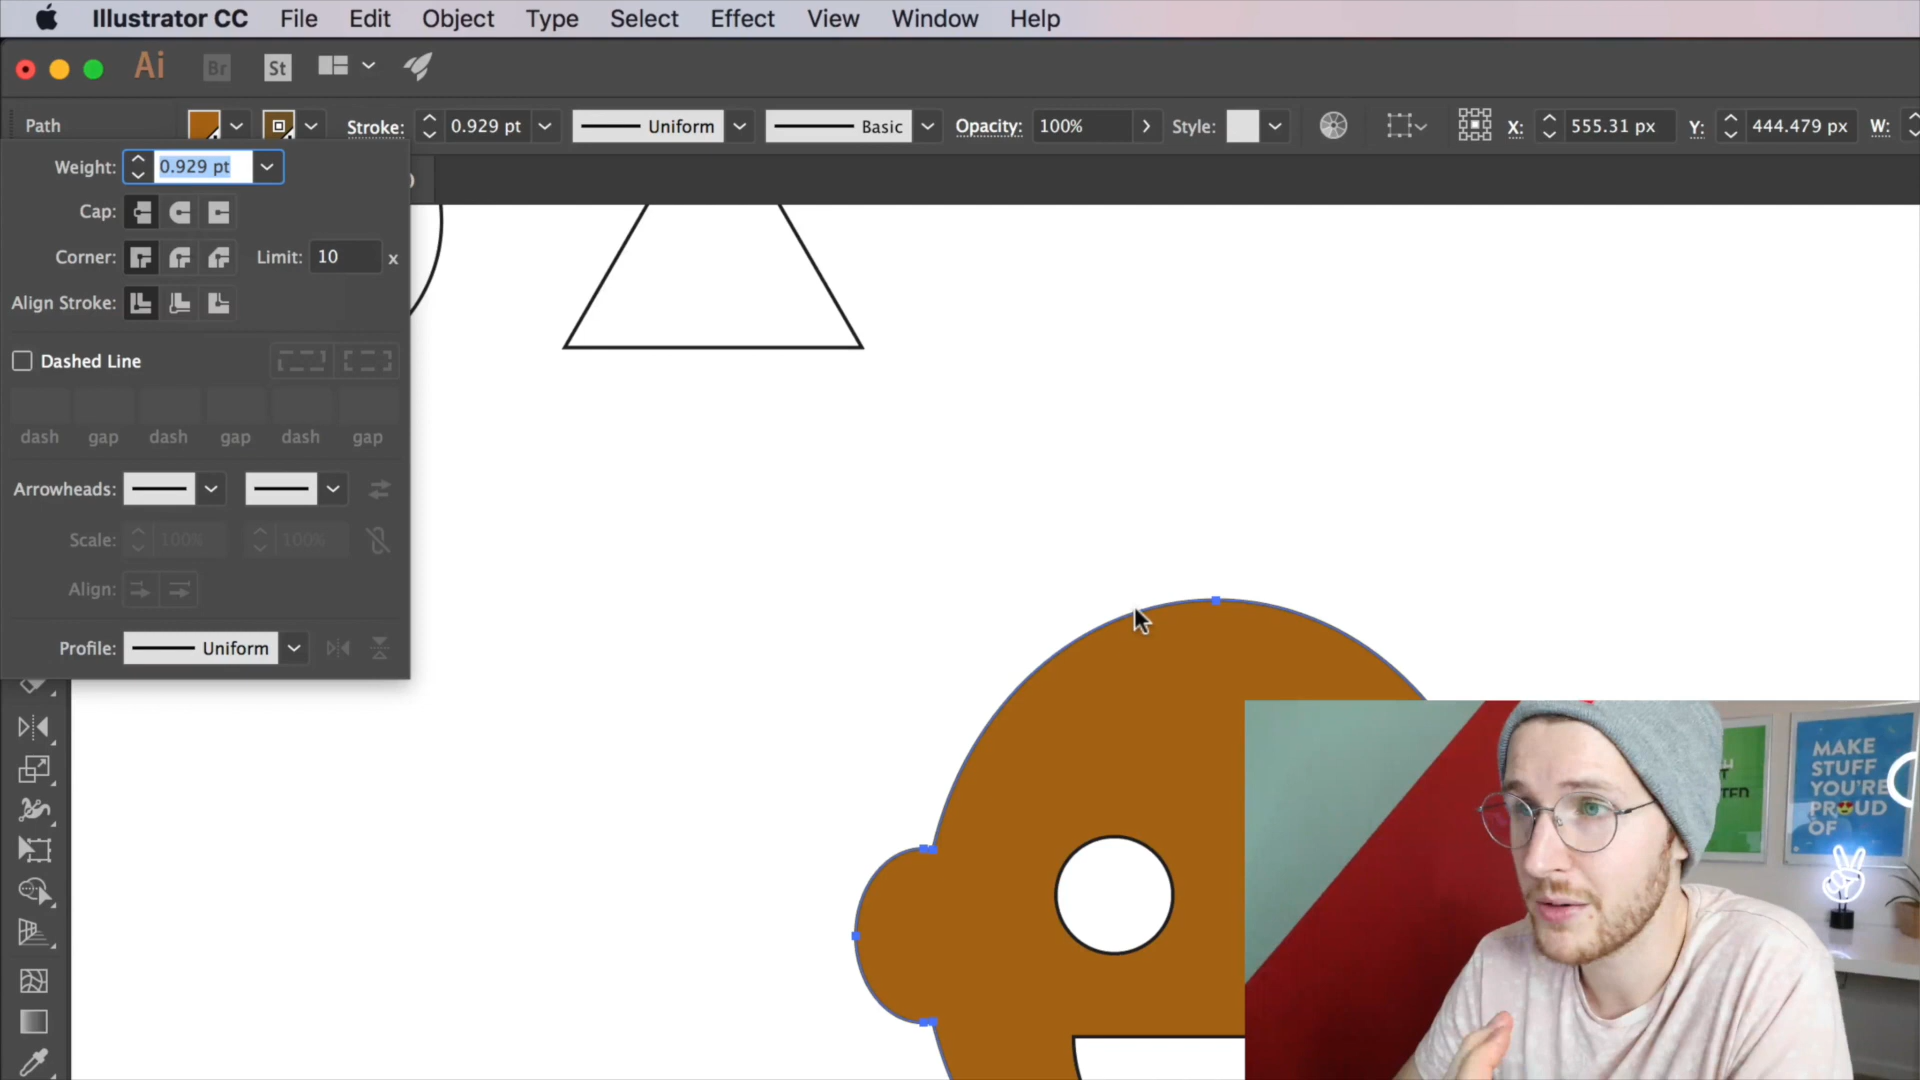 Illustrator CC File Edit Object Type Select Effect View Window Help
Ai Br St
Path Stroke: 0.929 pt Uniform Basic Opacity: 100% Style: X: 555.31 px Y: 444.479 px W:
Weight: 0.929 pt
Cap:
Corner: Limit: 10 x
Align Stroke:
Dashed Line
dash gap dash gap dash gap
Arrowheads:
Scale: 100% 100%
Align:
Profile: Uniform
MAKE
STUFF
YOU'RE
PROUD
OF